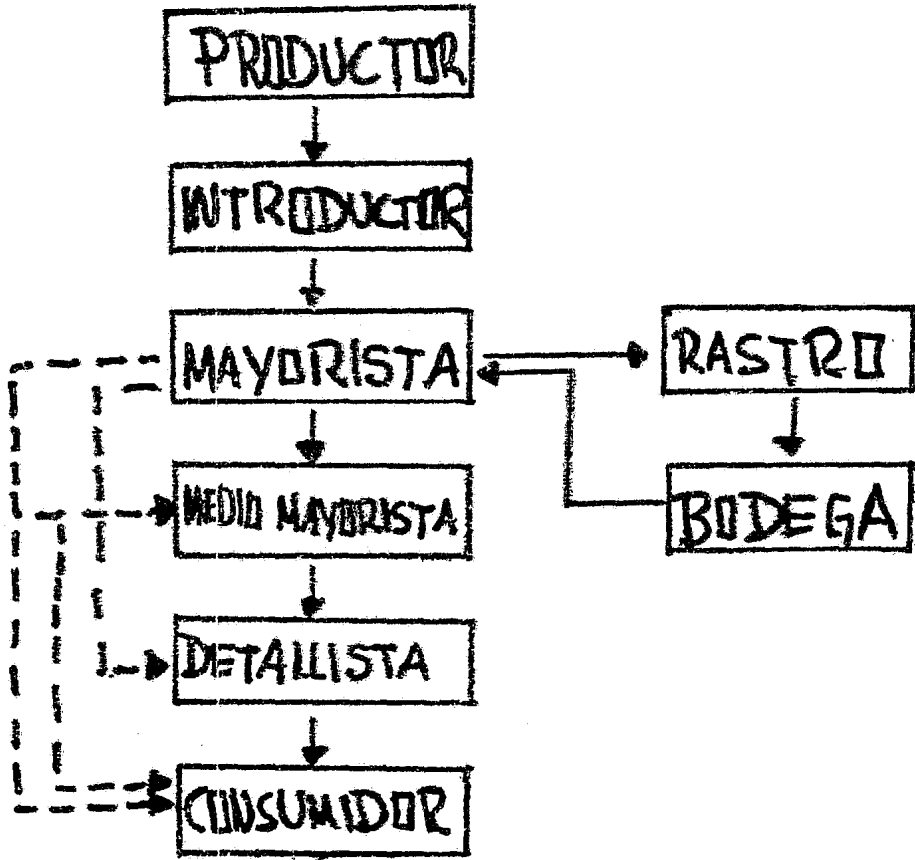 PRODUCTOR
INTRODUCTOR
MAYORISTA
RASTRO
MEDIO MAYORISTA
BODEGA
DETALLISTA
CONSUMIDOR